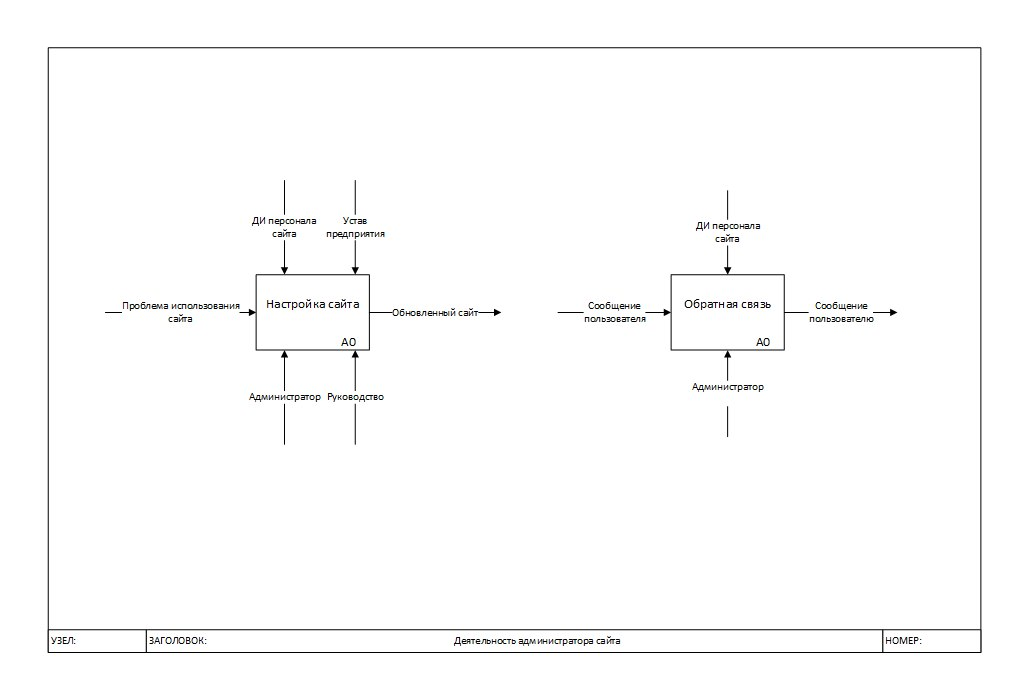 ДИ персонала
сайта
Устав
предприятия
Проблема использования
сайта
Настройка сайта
A0
Обновленный сайт
Администратор
Руководство
ДИ персонала
сайта
Сообщение
пользователя
Обратная связь
A0
Сообщение
пользователю
Администратор
УЗЕЛ:
ЗАГОЛОВОК:
Деятельность администратора сайта
НОМЕР: